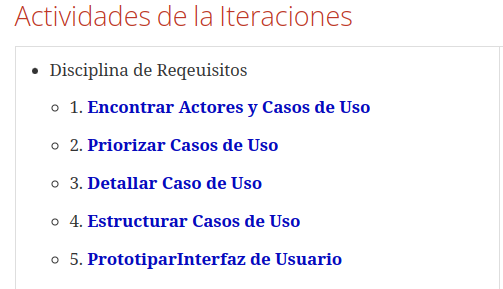 Actividades de la Iteraciones
Disciplina de Reqeuisitos
1. Encontrar Actores y Casos de Uso
2. Priorizar Casos de Uso
3. Detallar Caso de Uso
4. Estructurar Casos de Uso
5. PrototiparInterfaz de Usuario